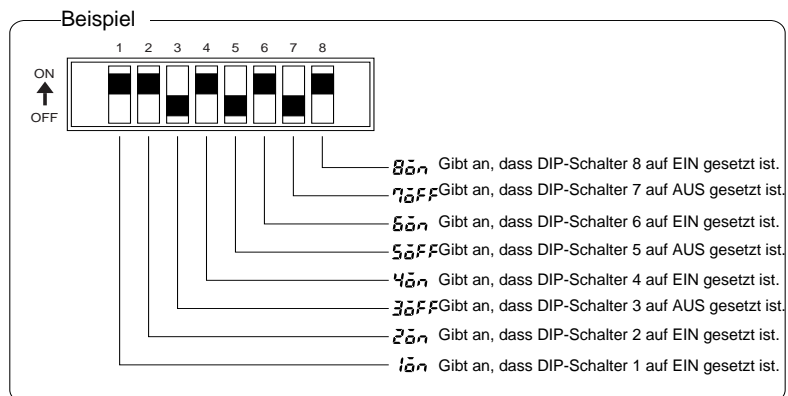 Beispiel
1 2 3 4 5 6 7 8
ON
OFF
8on Gibt an, dass DIP-Schalter 8 auf EIN gesetzt ist.
7oFF Gibt an, dass DIP-Schalter 7 auf AUS gesetzt ist.
6on Gibt an, dass DIP-Schalter 6 auf EIN gesetzt ist.
5oFF Gibt an, dass DIP-Schalter 5 auf AUS gesetzt ist.
4on Gibt an, dass DIP-Schalter 4 auf EIN gesetzt ist.
3oFF Gibt an, dass DIP-Schalter 3 auf AUS gesetzt ist.
2on Gibt an, dass DIP-Schalter 2 auf EIN gesetzt ist.
1on Gibt an, dass DIP-Schalter 1 auf EIN gesetzt ist.